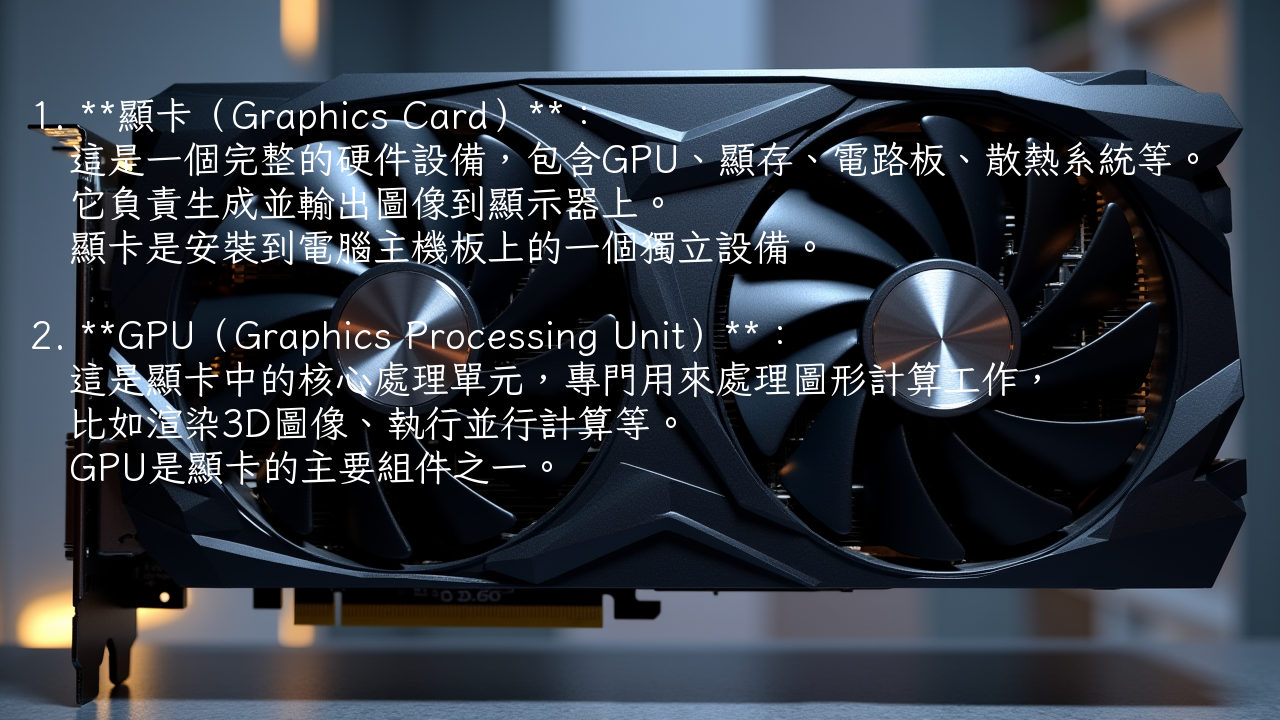 1. **顯卡（Graphics Card）**：
這是一個完整的硬件設備，包含GPU、顯存、電路板、散熱系統等。
它負責生成並輸出圖像到顯示器上。
顯卡是安裝到電腦主機板上的一個獨立設備。
2. **GPU（Graphics Processing Unit）**：
這是顯卡中的核心處理單元，專門用來處理圖形計算工作，
比如渲染3D圖像、執行並行計算等。
GPU是顯卡的主要組件之一。